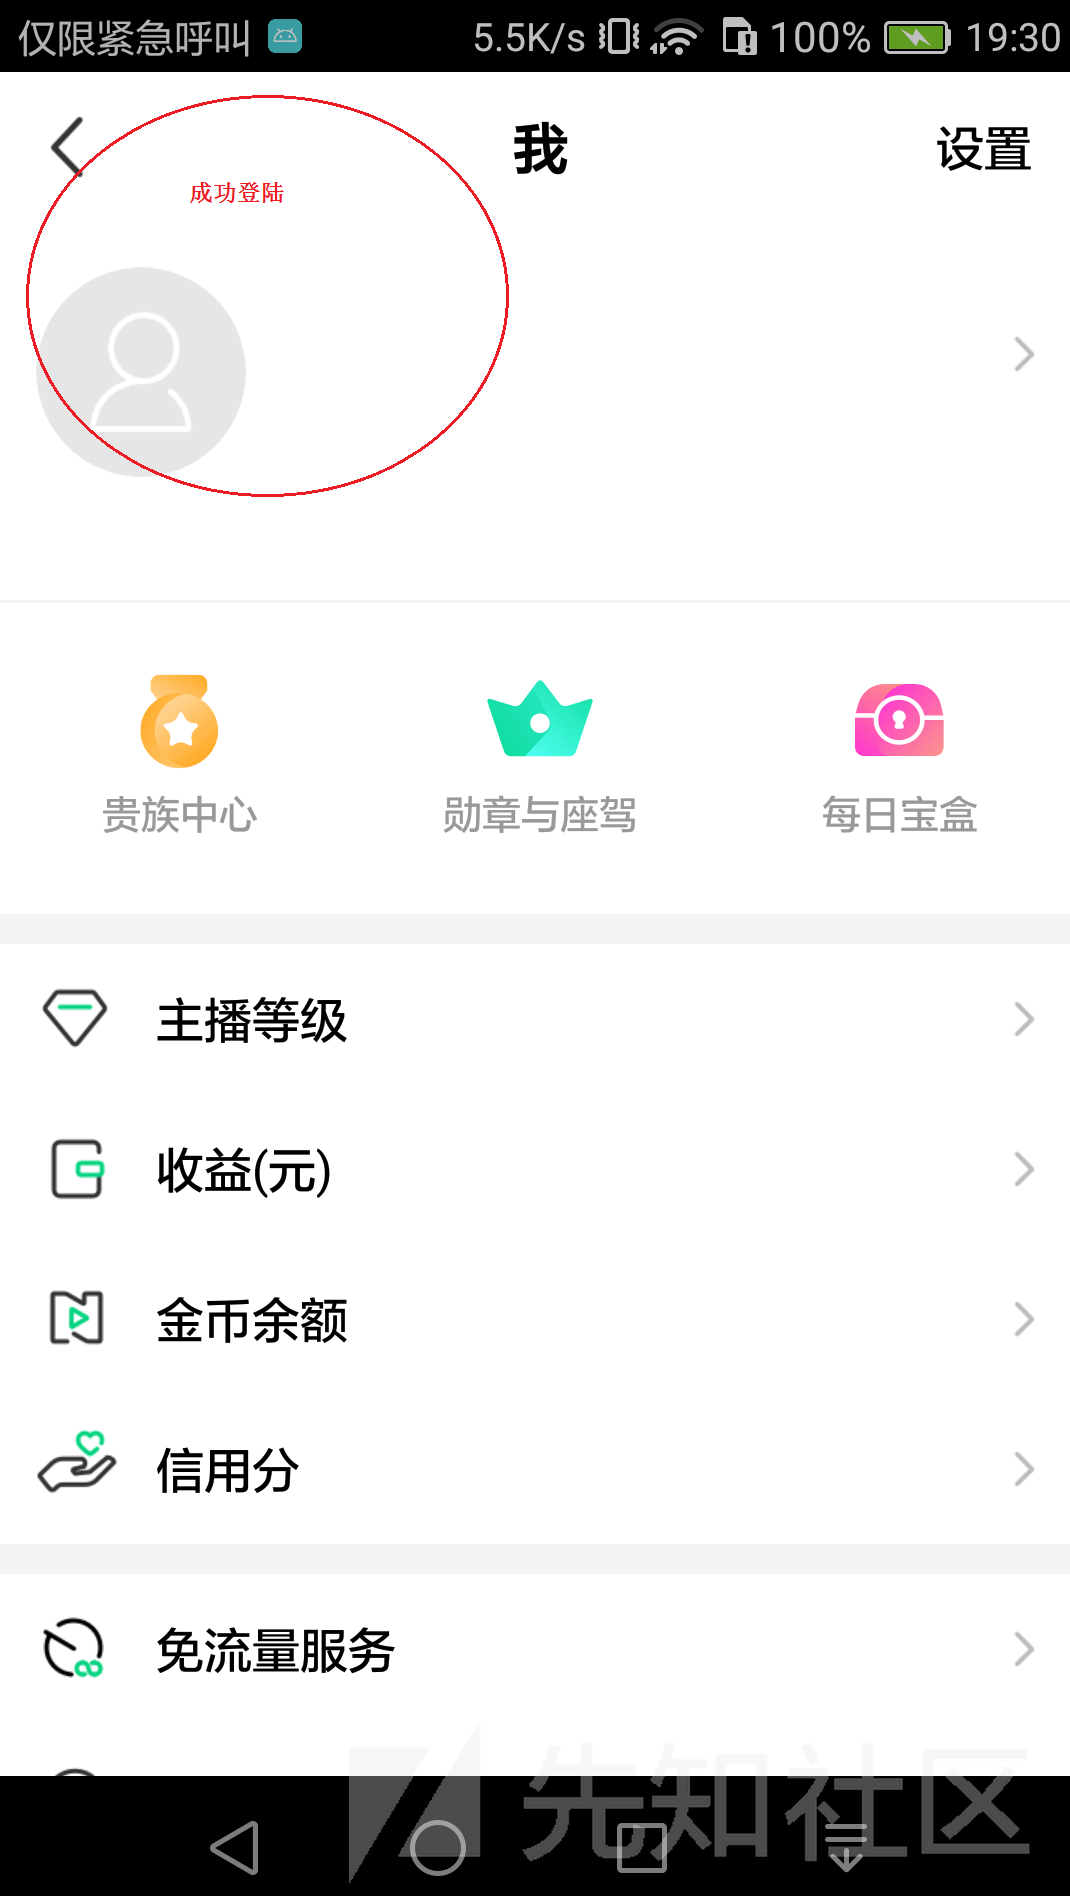 仅限紧急呼叫 5.5K/s 100% 19:30
我 设置
成功登陆
贵族中心 勋章与座驾 每日宝盒
主播等级
收益(元)
金币余额
信用分
免流量服务
先知社区